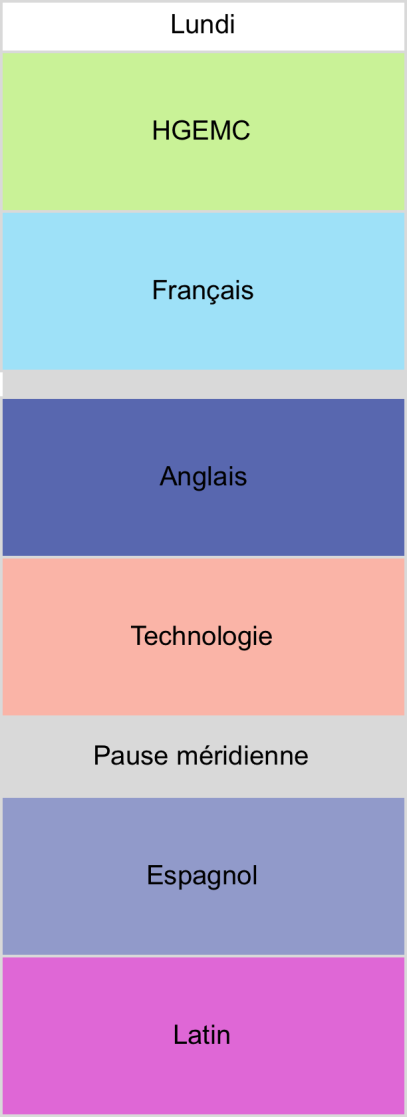 Lundi
HGEMC
Français
Anglais
Technologie
Pause méridienne
Espagnol
Latin